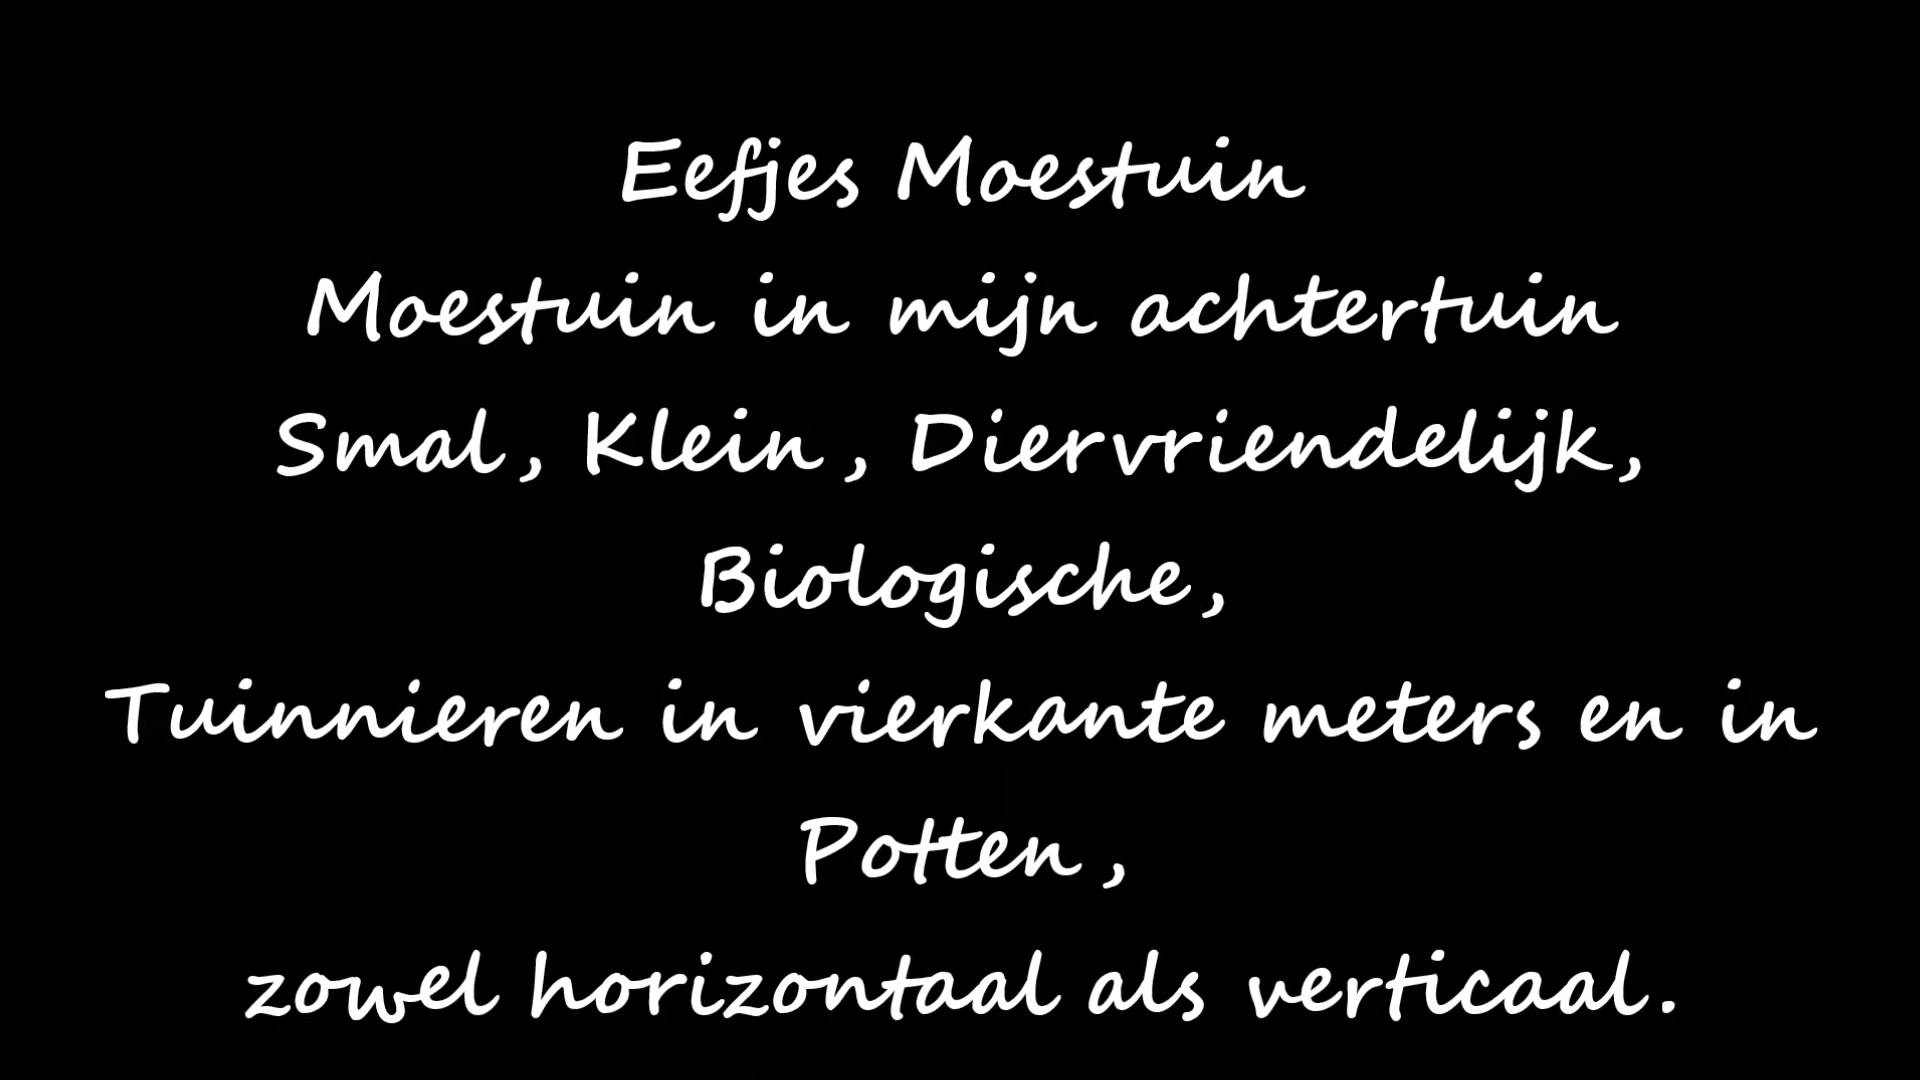 Eefjes Moestuin
Moestuin in mijn achtertuin
Smal, Klein, Diervriendelijk,
Biologische,
Tuinnieren in vierkante meters en in
Potten,
zowel horizontaal als verticaal.